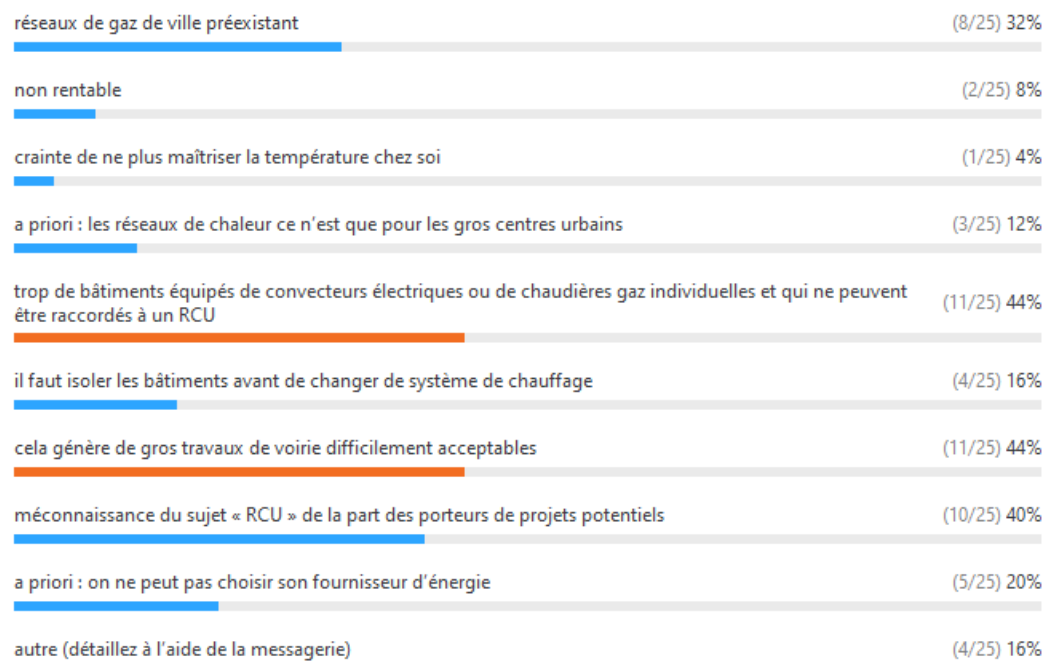 réseaux de gaz de ville préexistant (8/25) 32%
non rentable (2/25) 8%
crainte de ne plus maîtriser la température chez soi (1/25) 4%
a priori : les réseaux de chaleur ce n’est que pour les gros centres urbains (3/25) 12%
trop de bâtiments équipés de convecteurs électriques ou de chaudières gaz individuelles et qui ne peuvent
être raccordés à un RCU (11/25) 44%
il faut isoler les bâtiments avant de changer de système de chauffage (4/25) 16%
cela génère de gros travaux de voirie difficilement acceptables (11/25) 44%
méconnaissance du sujet « RCU » de la part des porteurs de projets potentiels (10/25) 40%
a priori : on ne peut pas choisir son fournisseur d’énergie (5/25) 20%
autre (détaillez à l’aide de la messagerie) (4/25) 16%